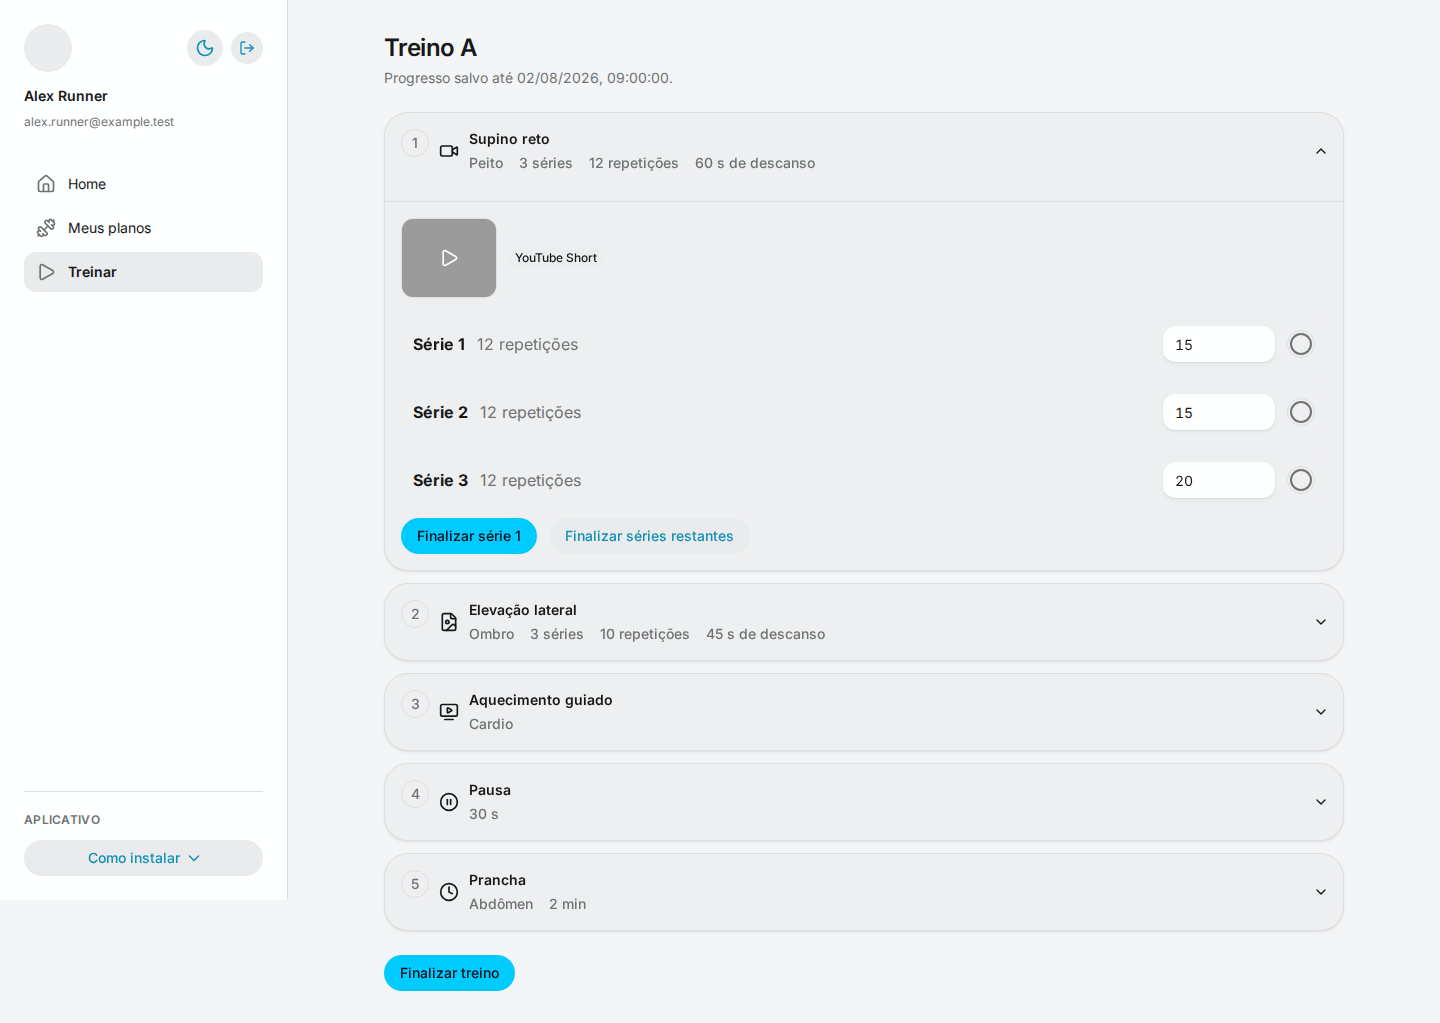 Alex Runner
alex.runner@example.test
Home
Meus planos
Treinar
APLICATIVO
Como instalar
Treino A
Progresso salvo até 02/08/2026, 09:00:00.
1
Supino reto
Peito 3 séries 12 repetições 60 s de descanso
YouTube Short
Série 1 12 repetições 15
Série 2 12 repetições 15
Série 3 12 repetições 20
Finalizar série 1 Finalizar séries restantes
2
Elevação lateral
Ombro 3 séries 10 repetições 45 s de descanso
3
Aquecimento guiado
Cardio
4
Pausa
30 s
5
Prancha
Abdômen 2 min
Finalizar treino